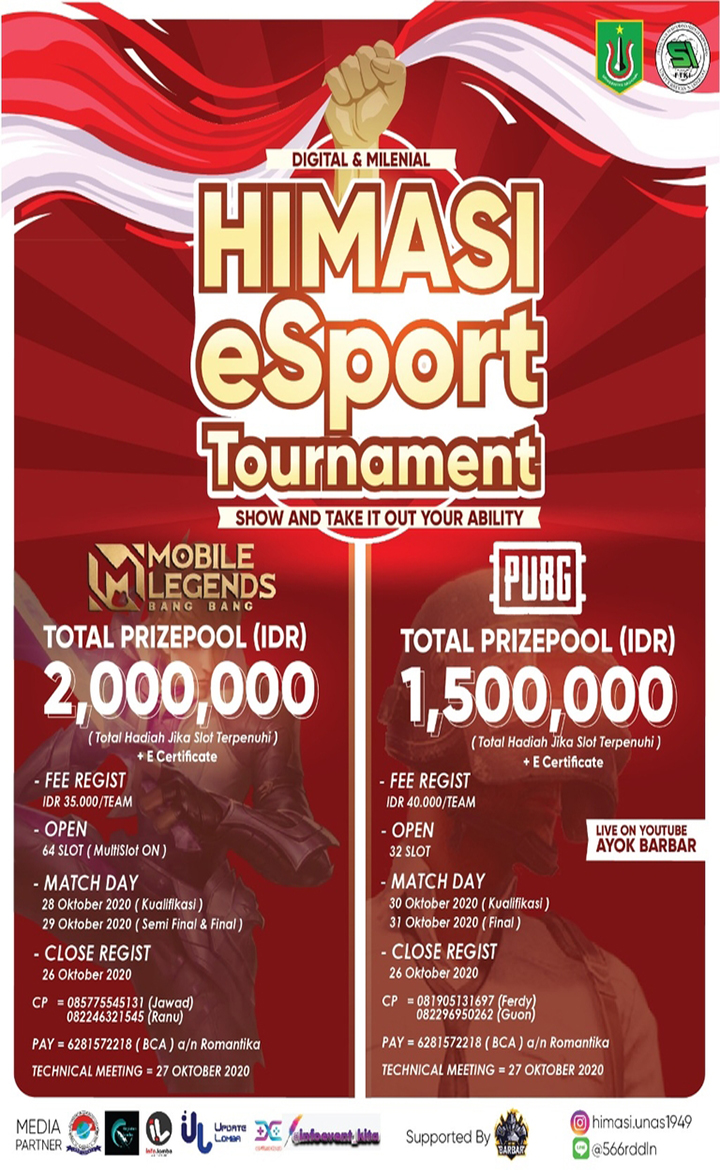 DIGITAL & MILENIAL
HIMASI
eSport
Tournament
SHOW AND TAKE IT OUT YOUR ABILITY
MOBILE
LEGENDS
BANG BANG
TOTAL PRIZEPOOL (IDR)
2,000,000
( Total Hadiah Jika Slot Terpenuhi )
+ E Certificate
- FEE REGIST
IDR 35.000/TEAM
- OPEN
64 SLOT ( MultiSlot ON )
- MATCH DAY
28 Oktober 2020 ( Kualifikasi )
29 Oktober 2020 ( Semi Final & Final )
- CLOSE REGIST
26 Oktober 2020
CP = 085775545131 (Jawad)
082246321545 (Ranu)
PAY = 6281572218 ( BCA ) a/n Romantika
TECHNICAL MEETING = 27 OKTOBER 2020
PUBG
TOTAL PRIZEPOOL (IDR)
1,500,000
( Total Hadiah Jika Slot Terpenuhi )
+ E Certificate
- FEE REGIST
IDR 40.000/TEAM
- OPEN
32 SLOT
LIVE ON YOUTUBE
AYOK BARBAR
- MATCH DAY
30 Oktober 2020 ( Kualifikasi )
31 Oktober 2020 ( Final )
- CLOSE REGIST
26 Oktober 2020
CP = 081905131697 (Ferdy)
082296950262 (Guon)
PAY = 6281572218 ( BCA ) a/n Romantika
TECHNICAL MEETING = 27 OKTOBER 2020
MEDIA
PARTNER
UPDATE
LOMBA
@infoevent_kita
Supported By
BARBAR
himasi.unas1949
@566rddln